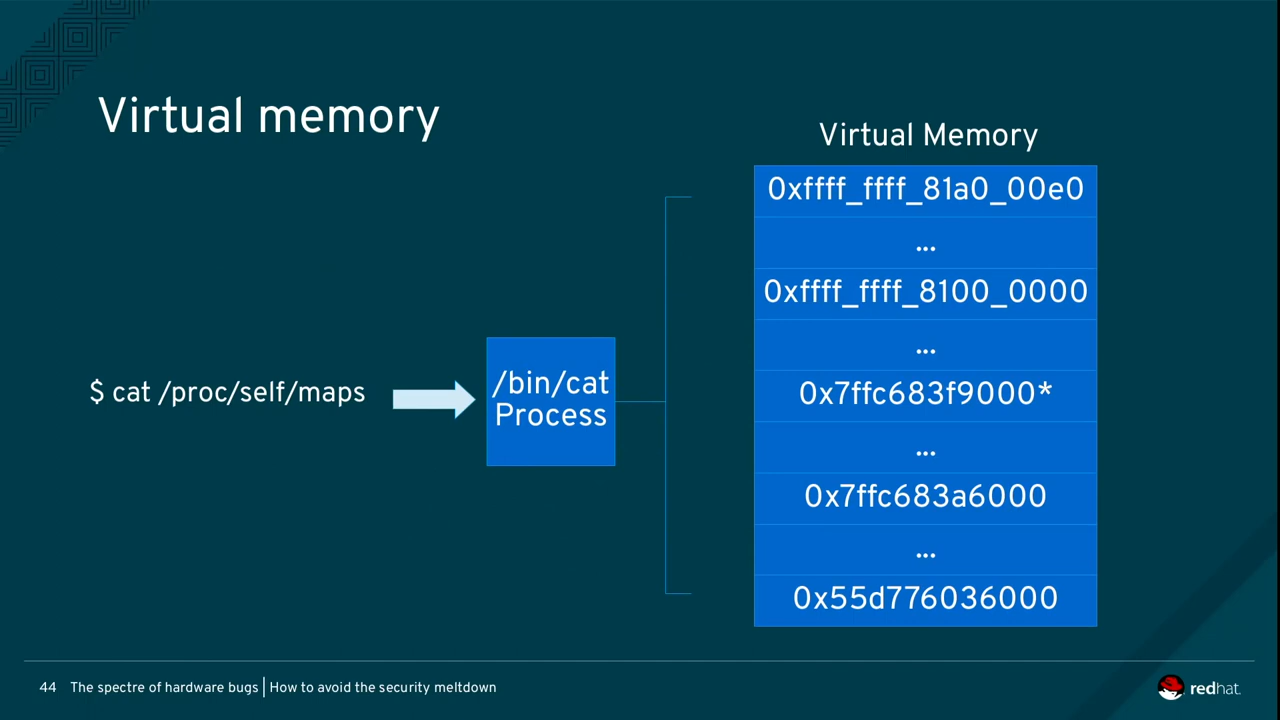 Virtual memory
Virtual Memory
0xffff_ffff_81a0_00e0
...
0xffff_ffff_8100_0000
...
$ cat /proc/self/maps
/bin/cat
Process
0x7ffc683f9000*
...
0x7ffc683a6000
...
0x55d776036000
44 The spectre of hardware bugs | How to avoid the security meltdown
redhat.